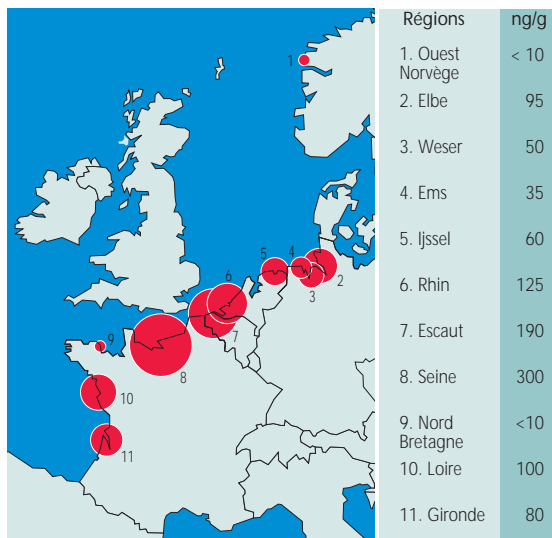 Régions ng/g
1. Ouest < 10
Norvège
2. Elbe 95
3. Weser 50
4. Ems 35
5. Ijssel 60
6. Rhin 125
7. Escaut 190
8. Seine 300
9. Nord <10
Bretagne
10. Loire 100
11. Gironde 80
1
5
4
2
3
6
7
9
8
10
11